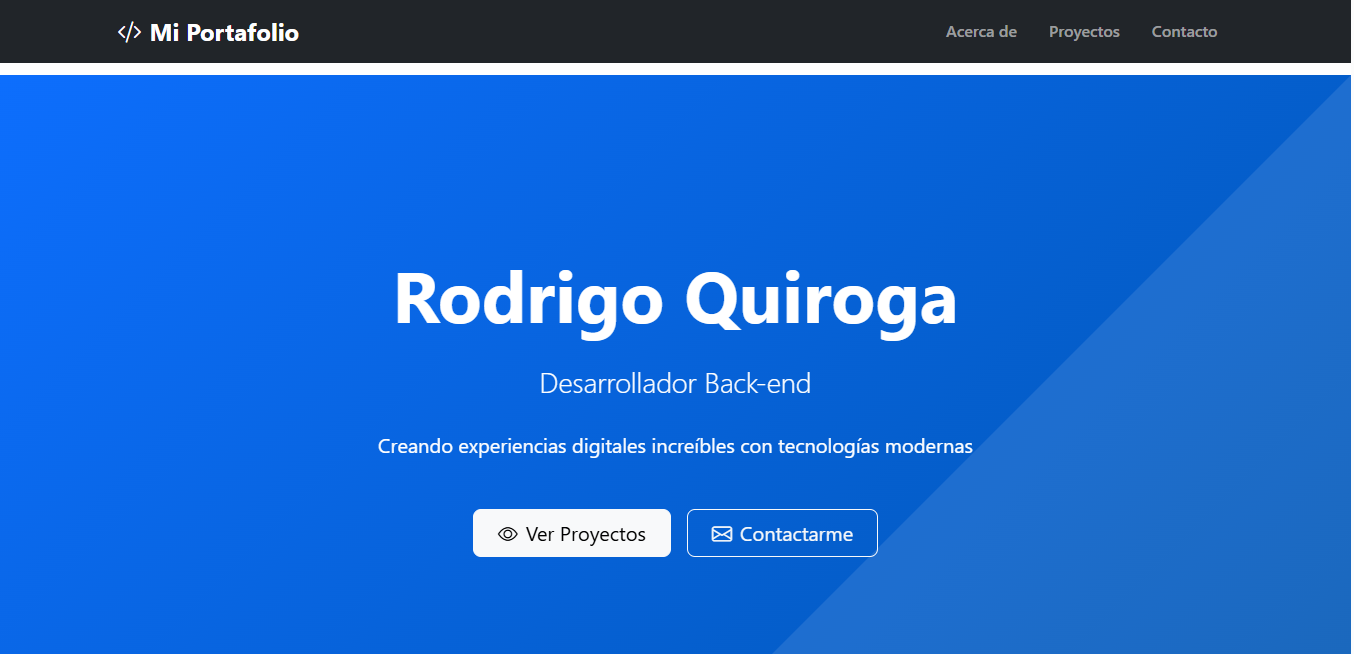 Mi Portafolio
Acerca de Proyectos Contacto
Rodrigo Quiroga
Desarrollador Back-end
Creando experiencias digitales increíbles con tecnologías modernas
Ver Proyectos Contactarme